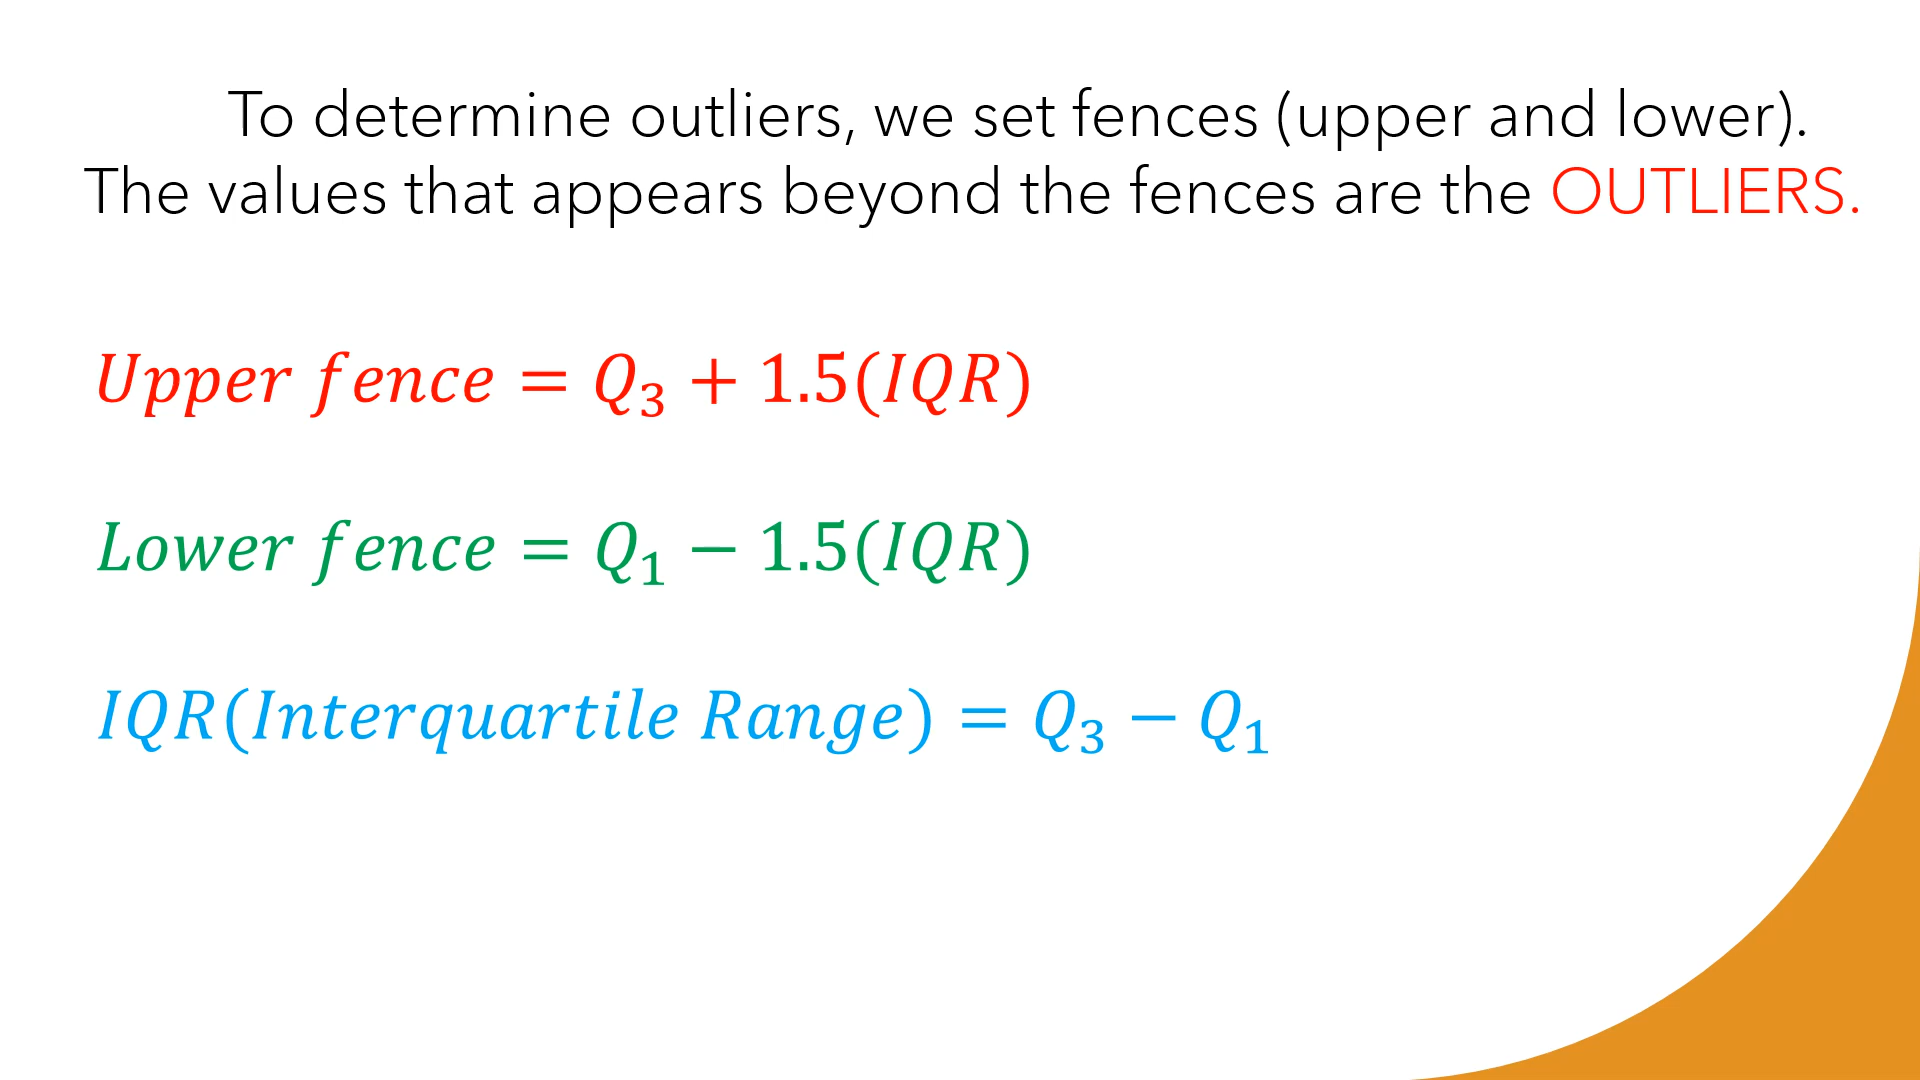 To determine outliers, we set fences (upper and lower).
The values that appears beyond the fences are the OUTLIERS.
Upper fence = Q₃ + 1.5(IQR)
Lower fence = Q₁ − 1.5(IQR)
IQR(Interquartile Range) = Q₃ − Q₁